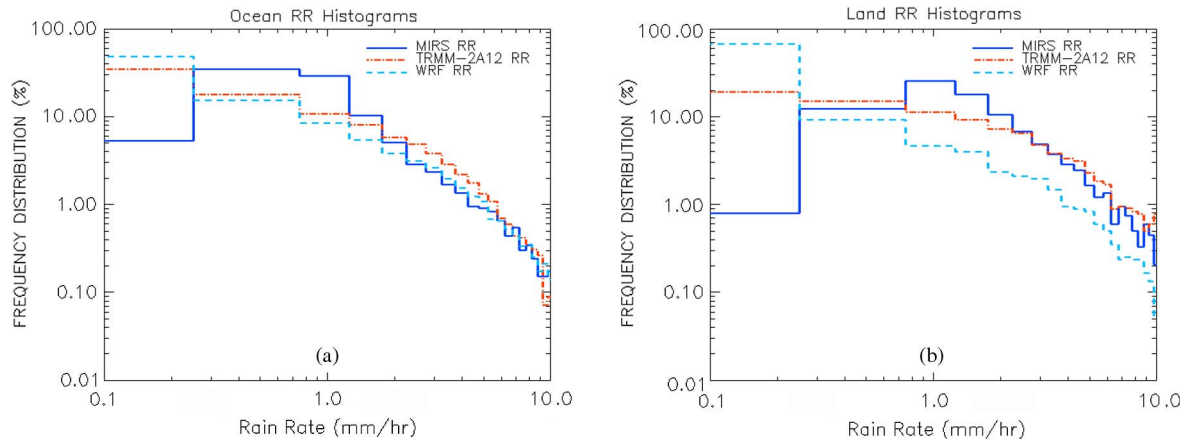 Ocean RR Histograms
100.00
10.00
1.00
0.10
0.01
FREQUENCY DISTRIBUTION (%)
MIRS RR
TRMM-2A12 RR
WRF RR
(a)
0.1
1.0
10.0
Rain Rate (mm/hr)
Land RR Histograms
100.00
10.00
1.00
0.10
0.01
FREQUENCY DISTRIBUTION (%)
MIRS RR
TRMM-2A12 RR
WRF RR
(b)
0.1
1.0
10.0
Rain Rate (mm/hr)